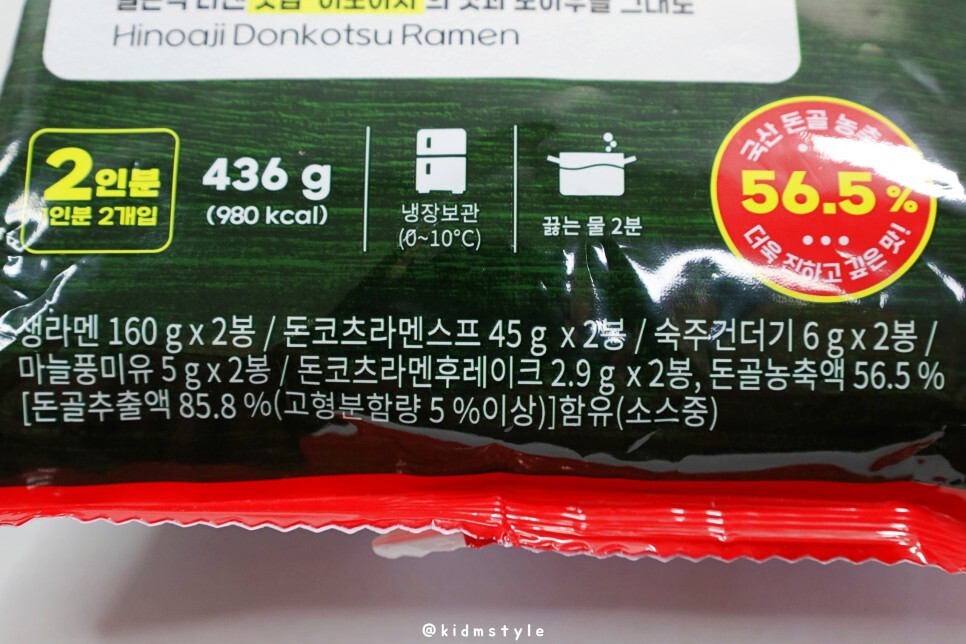 Hinoaji Donkotsu Ramen
2인분
1인분 2개입
436 g
(980 kcal)
냉장보관
(0~10°C)
끓는 물 2분
국산 돈골 농축
56.5 %
더욱 진하고 깊은 맛!
생라멘 160 g x 2봉 / 돈코츠라멘스프 45 g x 2봉 / 숙주건더기 6 g x 2봉 /
마늘풍미유 5 g x 2봉 / 돈코츠라멘후레이크 2.9 g x 2봉, 돈골농축액 56.5 %
[돈골추출액 85.8 %(고형분함량 5 %이상)]함유(소스중)
@kidmstyle